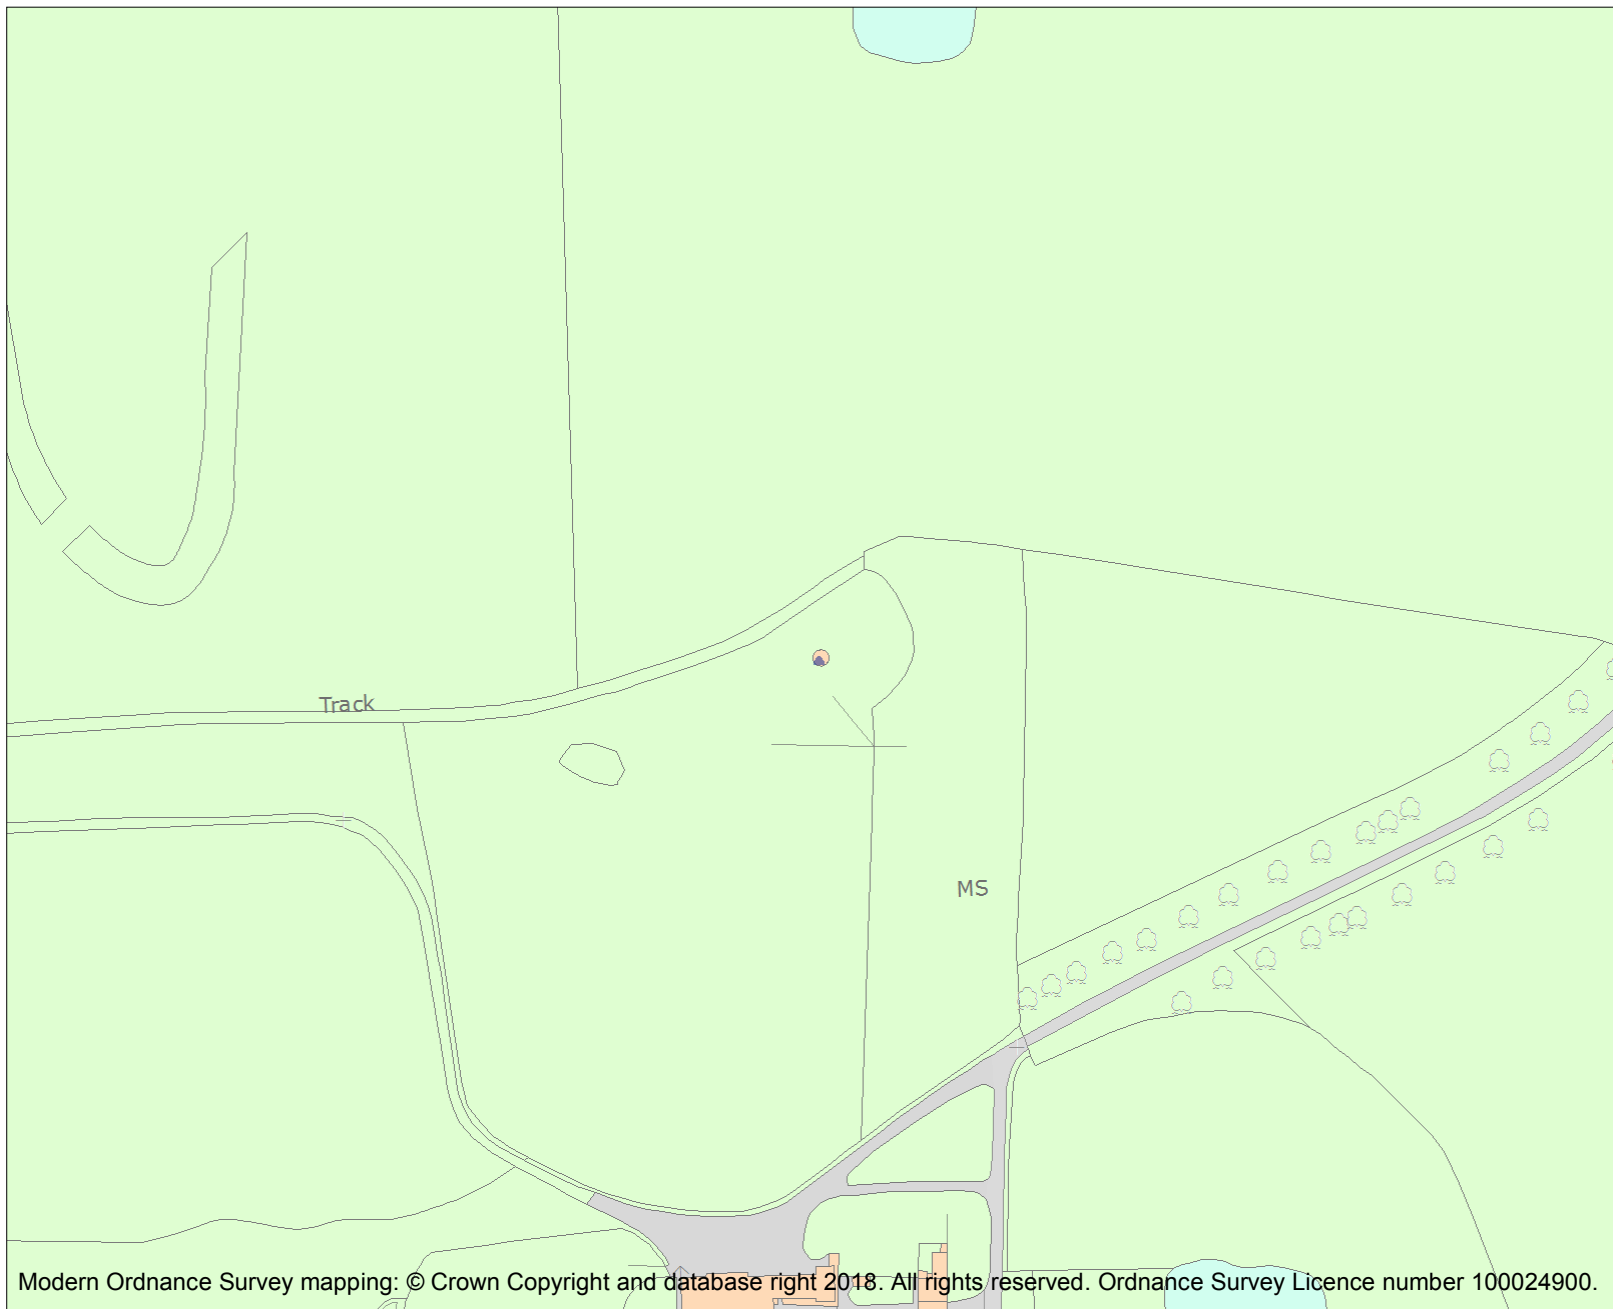 Track
MS
Modern Ordnance Survey mapping: © Crown Copyright and database right 2018. All rights reserved. Ordnance Survey Licence number 100024900.